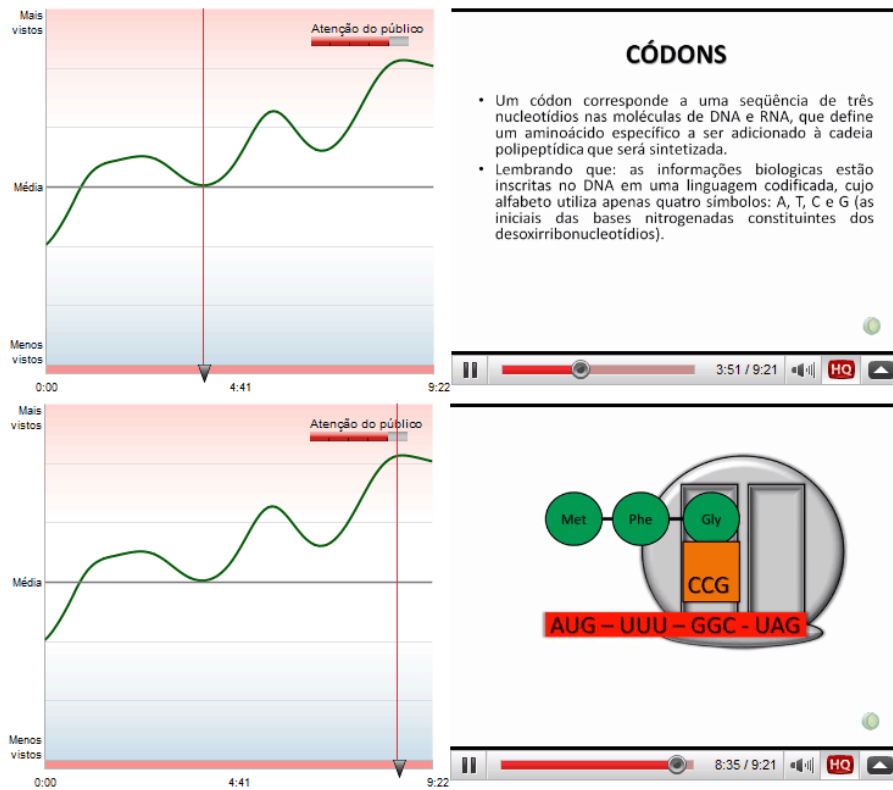 Mais
vistos
Atenção do público
Média
Menos
vistos
0:00
4:41
9:22
CÓDONS
• Um códon corresponde a uma seqüência de três
nucleotídios nas moléculas de DNA e RNA, que define
um aminoácido específico a ser adicionado à cadeia
polipeptídica que será sintetizada.
• Lembrando que: as informações biologicas estão
inscritas no DNA em uma linguagem codificada, cujo
alfabeto utiliza apenas quatro símbolos: A, T, C e G (as
iniciais das bases nitrogenadas constituintes dos
desoxirribonucleotídios).
3:51 / 9:21
HQ
Mais
vistos
Atenção do público
Média
Menos
vistos
0:00
4:41
9:22
Met
Phe
Gly
CCG
AUG – UUU – GGC - UAG
8:35 / 9:21
HQ